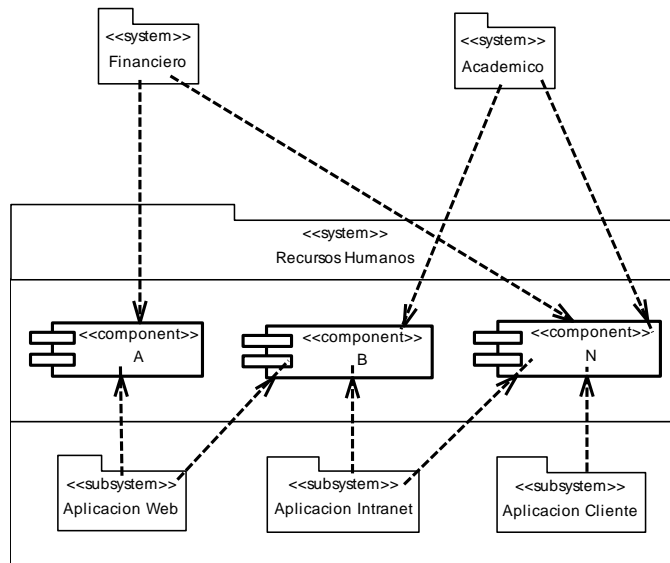 <<system>>
Financiero
<<system>>
Academico
<<system>>
Recursos Humanos
<<component>>
A
<<component>>
B
<<component>>
N
<<subsystem>>
Aplicacion Web
<<subsystem>>
Aplicacion Intranet
<<subsystem>>
Aplicacion Cliente